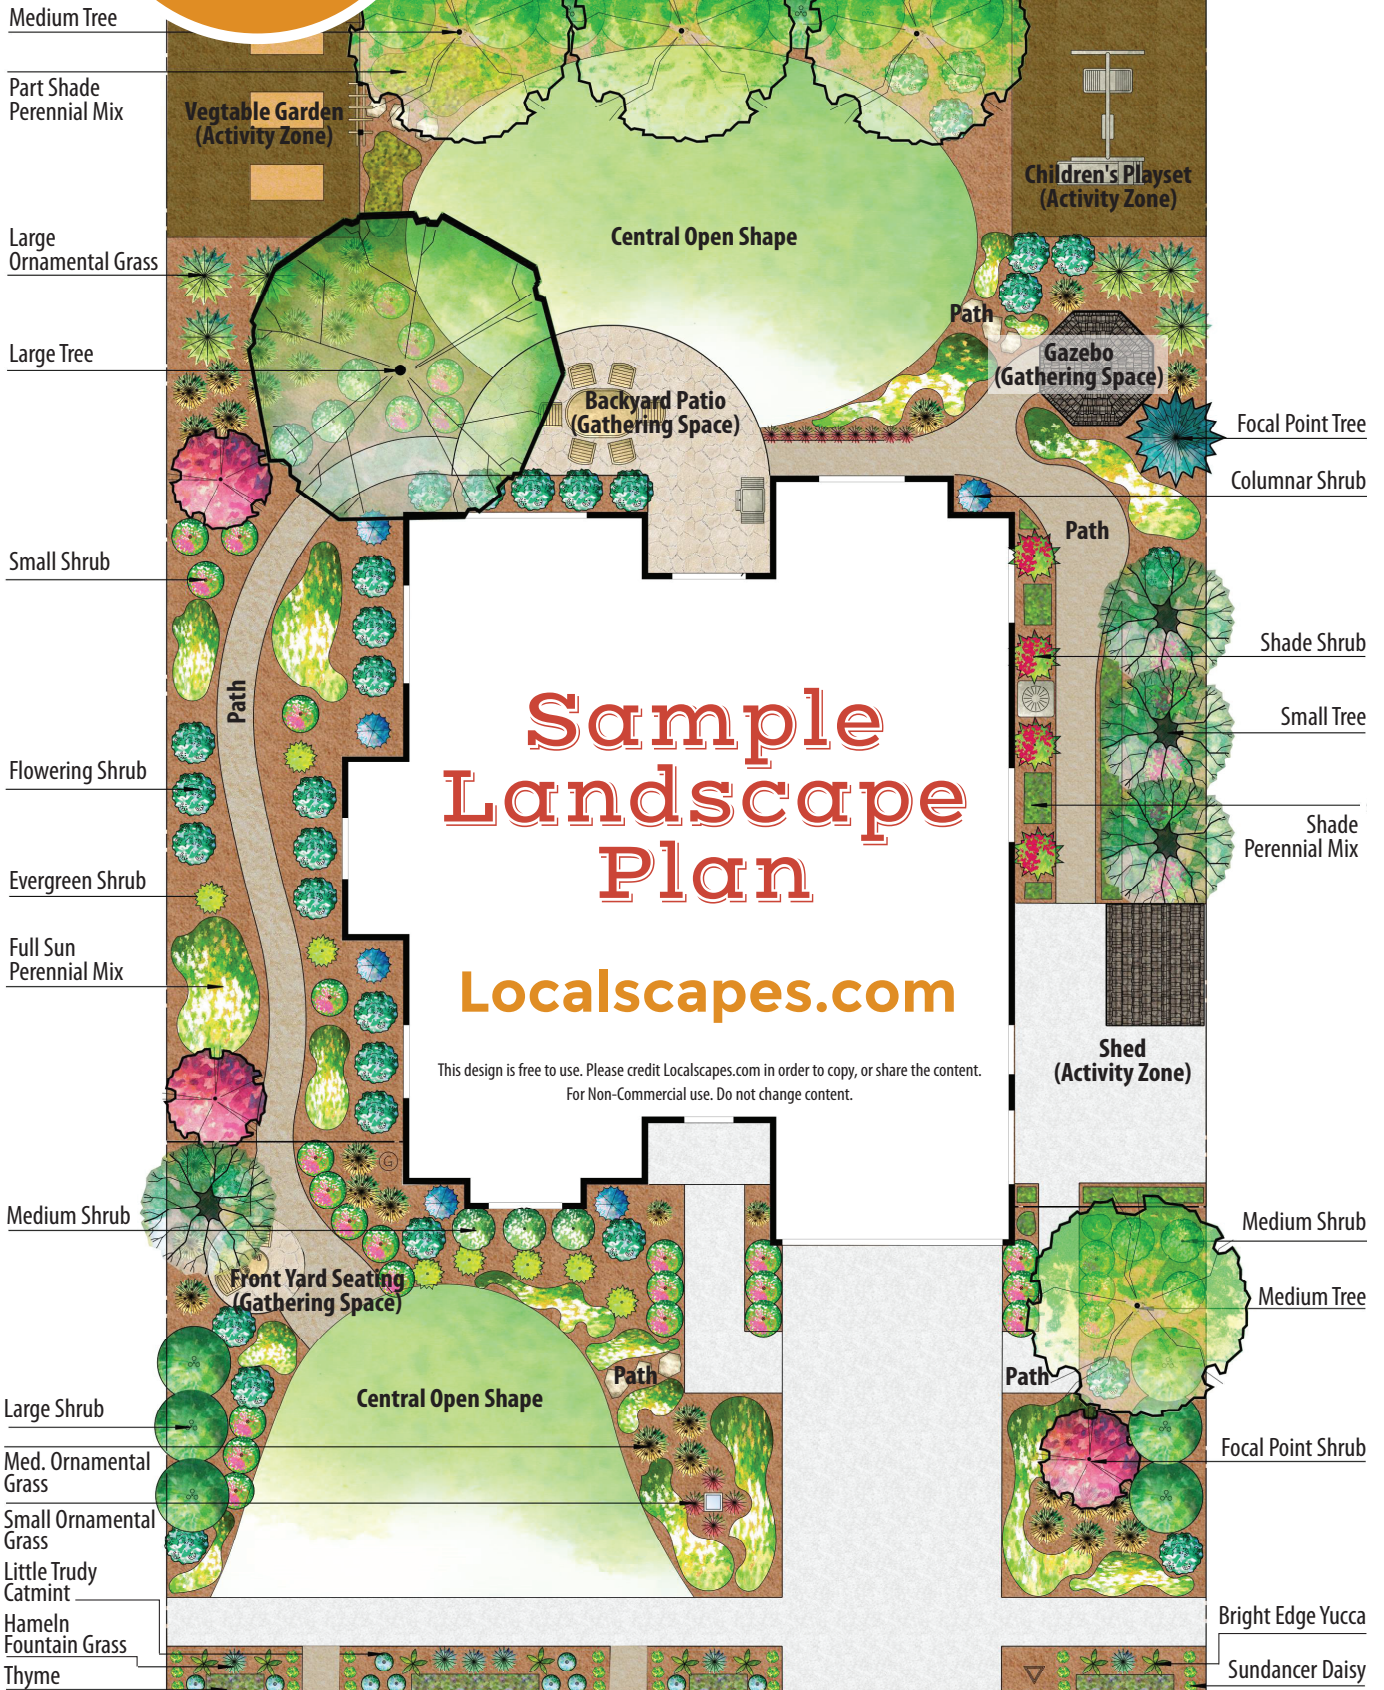 Medium Tree
Part Shade
Perennial Mix
Vegtable Garden
(Activity Zone)
Children's Playset
(Activity Zone)
Large
Ornamental Grass
Central Open Shape
Path
Large Tree
Gazebo
(Gathering Space)
Backyard Patio
(Gathering Space)
Focal Point Tree
Columnar Shrub
Path
Small Shrub
Shade Shrub
Path
Small Tree
Sample
Landscape
Plan
Flowering Shrub
Shade
Perennial Mix
Evergreen Shrub
Full Sun
Perennial Mix
Localscapes.com
This design is free to use. Please credit Localscapes.com in order to copy, or share the content.
For Non-Commercial use. Do not change content.
Shed
(Activity Zone)
G
Medium Shrub
Medium Shrub
Front Yard Seating
(Gathering Space)
Medium Tree
Path
Path
Central Open Shape
Large Shrub
Focal Point Shrub
Med. Ornamental
Grass
Small Ornamental
Grass
Little Trudy
Catmint
Hameln
Fountain Grass
Thyme
Bright Edge Yucca
Sundancer Daisy